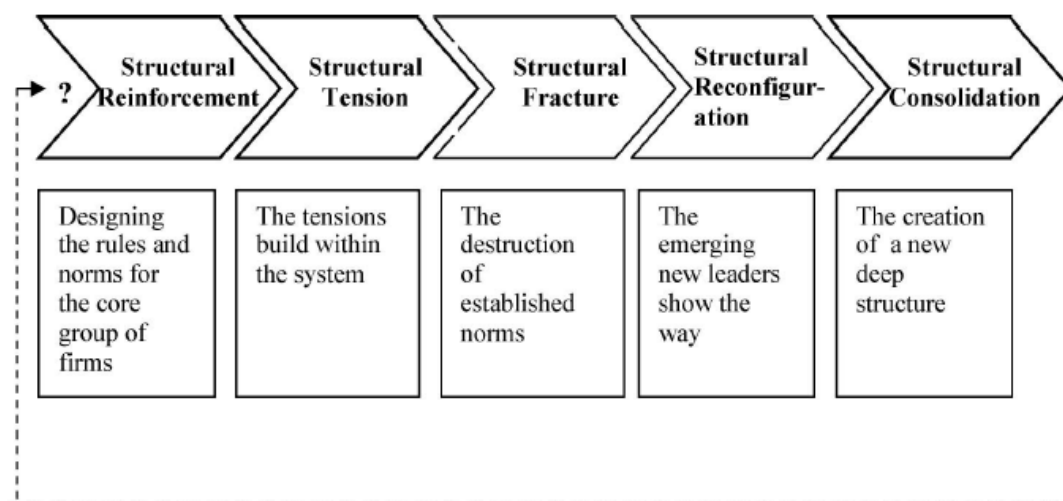 ?
Structural
Reinforcement
Structural
Tension
Structural
Fracture
Structural
Reconfigur-
ation
Structural
Consolidation
Designing
the rules and
norms for
the core
group of
firms
The tensions
build within
the system
The
destruction
of
established
norms
The
emerging
new leaders
show the
way
The creation
of a new
deep
structure